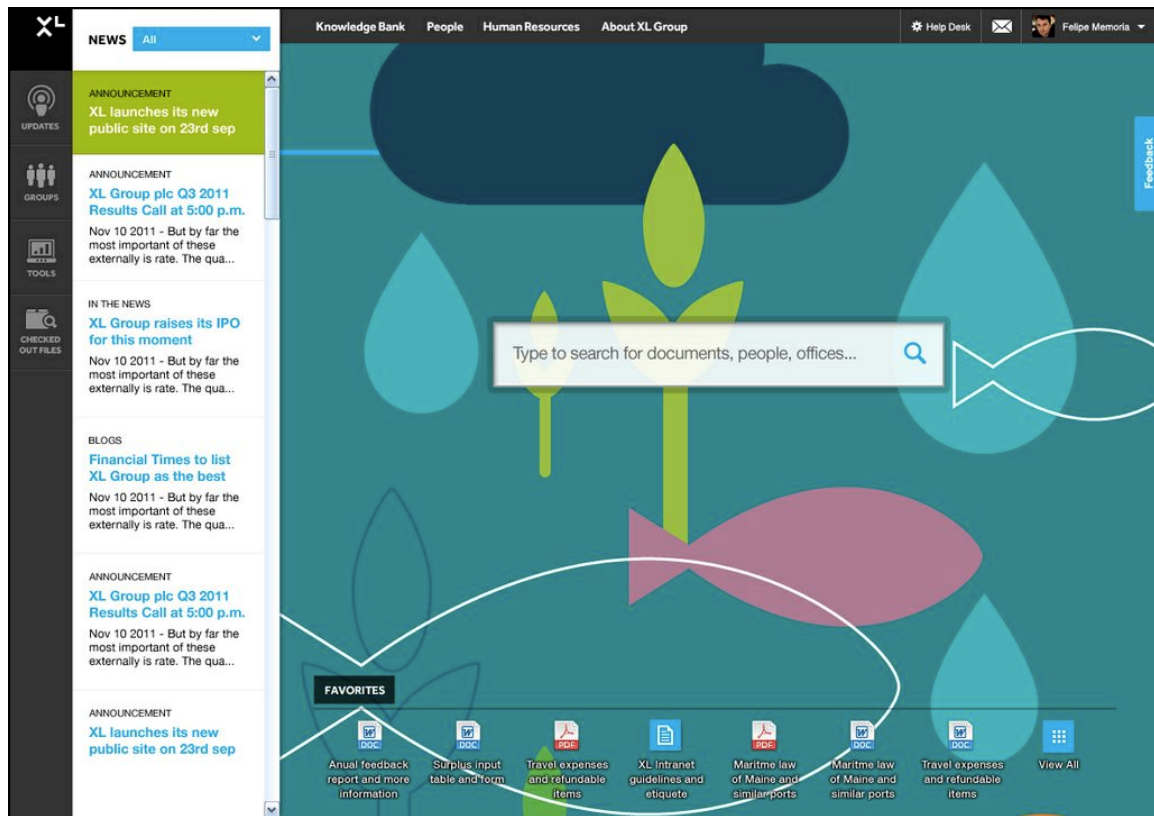 XL
NEWS All
Knowledge Bank People Human Resources About XL Group
Help Desk
Felipe Memoria
UPDATES
GROUPS
TOOLS
CHECKED
OUT FILES
ANNOUNCEMENT
XL launches its new
public site on 23rd sep
ANNOUNCEMENT
XL Group plc Q3 2011
Results Call at 5:00 p.m.
Nov 10 2011 - But by far the
most important of these
externally is rate. The qua...
IN THE NEWS
XL Group raises its IPO
for this moment
Nov 10 2011 - But by far the
most important of these
externally is rate. The qua...
BLOGS
Financial Times to list
XL Group as the best
Nov 10 2011 - But by far the
most important of these
externally is rate. The qua...
ANNOUNCEMENT
XL Group plc Q3 2011
Results Call at 5:00 p.m.
Nov 10 2011 - But by far the
most important of these
externally is rate. The qua...
ANNOUNCEMENT
XL launches its new
public site on 23rd sep
Feedback
Type to search for documents, people, offices...
FAVORITES
DOC
Anual feedback
report and more
information
DOC
Surplus input
table and form
PDF
Travel expenses
and refundable
items
XL Intranet
guidelines and
etiquete
PDF
Maritme law
of Maine and
similar ports
DOC
Maritme law
of Maine and
similar ports
DOC
Travel expenses
and refundable
items
View All